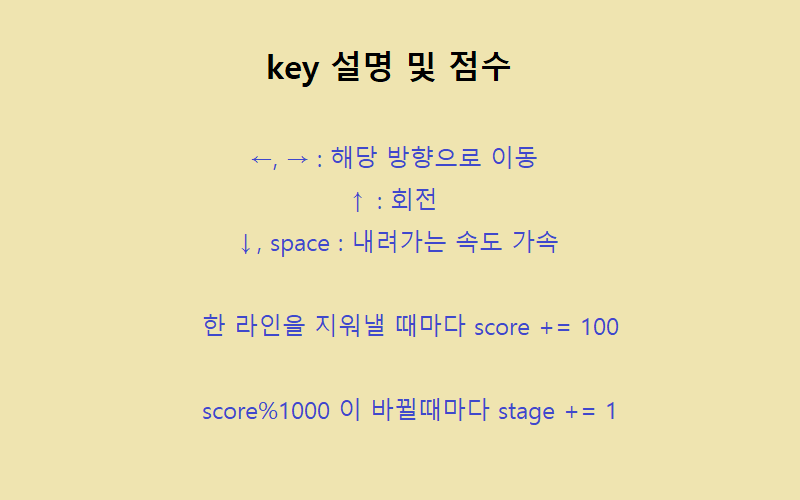 key 설명 및 점수
←, → : 해당 방향으로 이동
↑ : 회전
↓, space : 내려가는 속도 가속
한 라인을 지워낼 때마다 score += 100
score%1000 이 바뀔때마다 stage += 1